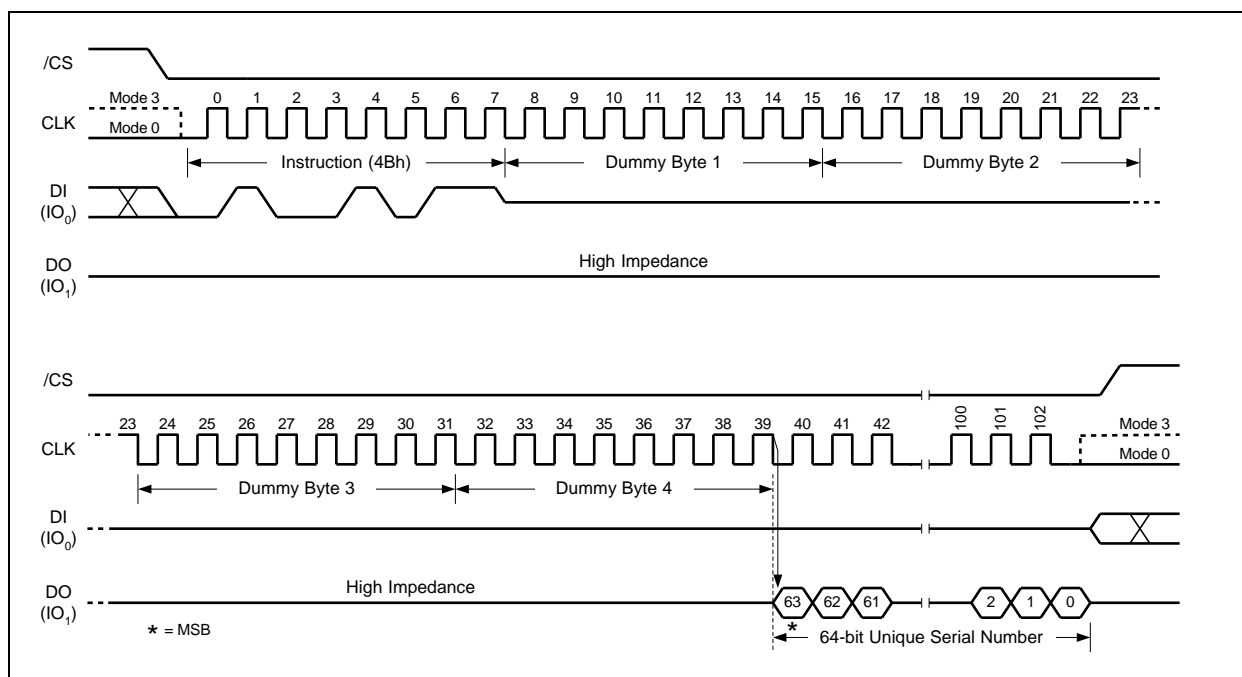 /CS
Mode 3 0 1 2 3 4 5 6 7 8 9 10 11 12 13 14 15 16 17 18 19 20 21 22 23
CLK
Mode 0
Instruction (4Bh) Dummy Byte 1 Dummy Byte 2
DI
(IO0)
DO
(IO1)
High Impedance
/CS
23 24 25 26 27 28 29 30 31 32 33 34 35 36 37 38 39 40 41 42 100 101 102 Mode 3
CLK
Mode 0
Dummy Byte 3 Dummy Byte 4
DI
(IO0)
DO
(IO1)
High Impedance
63 62 61 2 1 0
* = MSB
*
64-bit Unique Serial Number